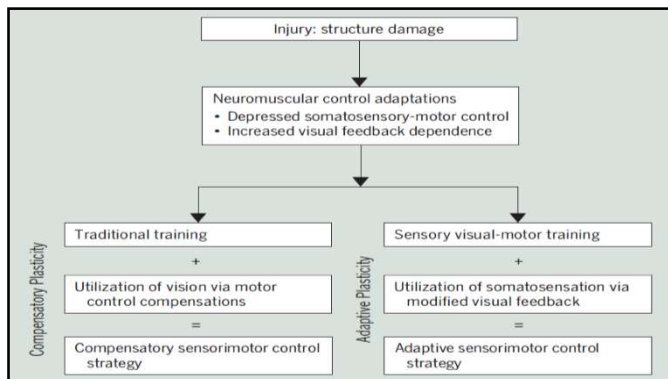 Injury: structure damage
Neuromuscular control adaptations
• Depressed somatosensory-motor control
• Increased visual feedback dependence
Compensatory Plasticity
Traditional training
+
Utilization of vision via motor
control compensations
=
Compensatory sensorimotor control
strategy
Adaptive Plasticity
Sensory visual-motor training
+
Utilization of somatosensation via
modified visual feedback
=
Adaptive sensorimotor control
strategy